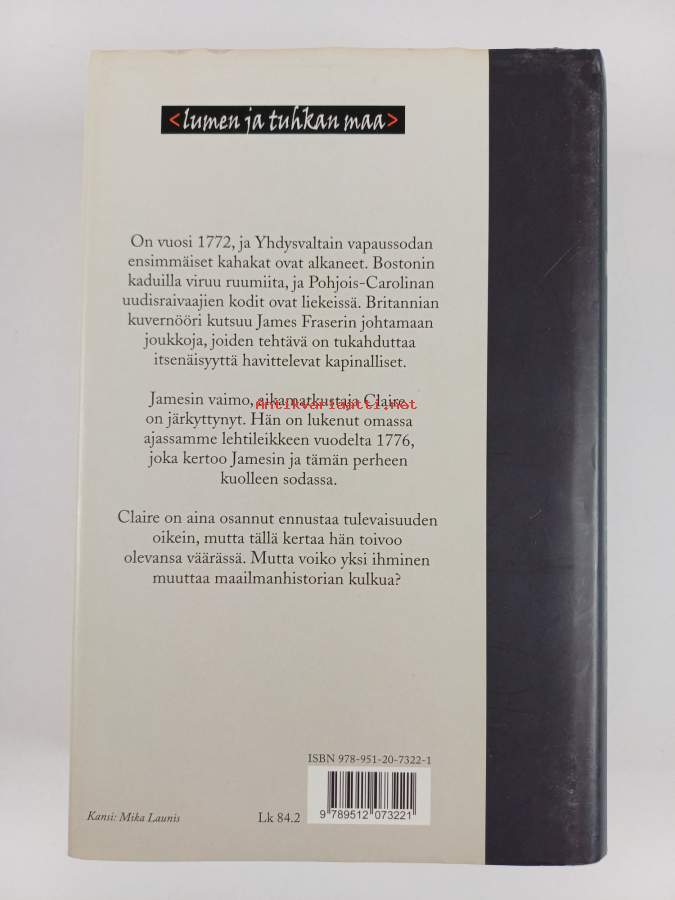 <lumen ja tuhkan maa>
On vuosi 1772, ja Yhdysvaltain vapaussodan
ensimmäiset kahakat ovat alkaneet. Bostonin
kaduilla viruu ruumiita, ja Pohjois-Carolinan
uudisraivaajien kodit ovat liekeissä. Britannian
kuvernööri kutsuu James Fraserin johtamaan
joukkoja, joiden tehtävä on tukahduttaa
itsenäisyyttä havittelevat kapinalliset.
Jamesin vaimo, aikamatkustaja Claire
Antikvariaatti.net
on järkyttynyt. Hän on lukenut omassa
ajassamme lehtileikkeen vuodelta 1776,
joka kertoo Jamesin ja tämän perheen
kuolleen sodassa.
Claire on aina osannut ennustaa tulevaisuuden
oikein, mutta tällä kertaa hän toivoo
olevansa väärässä. Mutta voiko yksi ihminen
muuttaa maailmanhistorian kulkua?
ISBN 978-951-20-7322-1
Kansi: Mika Launis
Lk 84.2
9 789512 073221